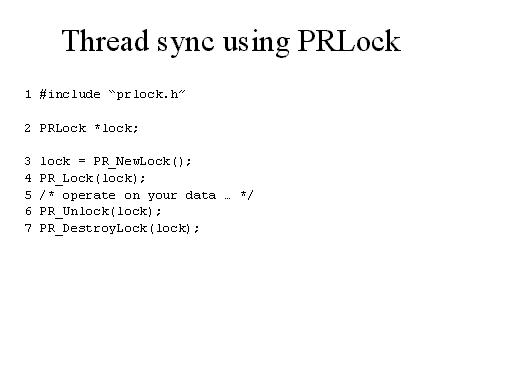 Thread sync using PRLock
1 #include “prlock.h”
2 PRLock *lock;
3 lock = PR_NewLock();
4 PR_Lock(lock);
5 /* operate on your data … */
6 PR_Unlock(lock);
7 PR_DestroyLock(lock);